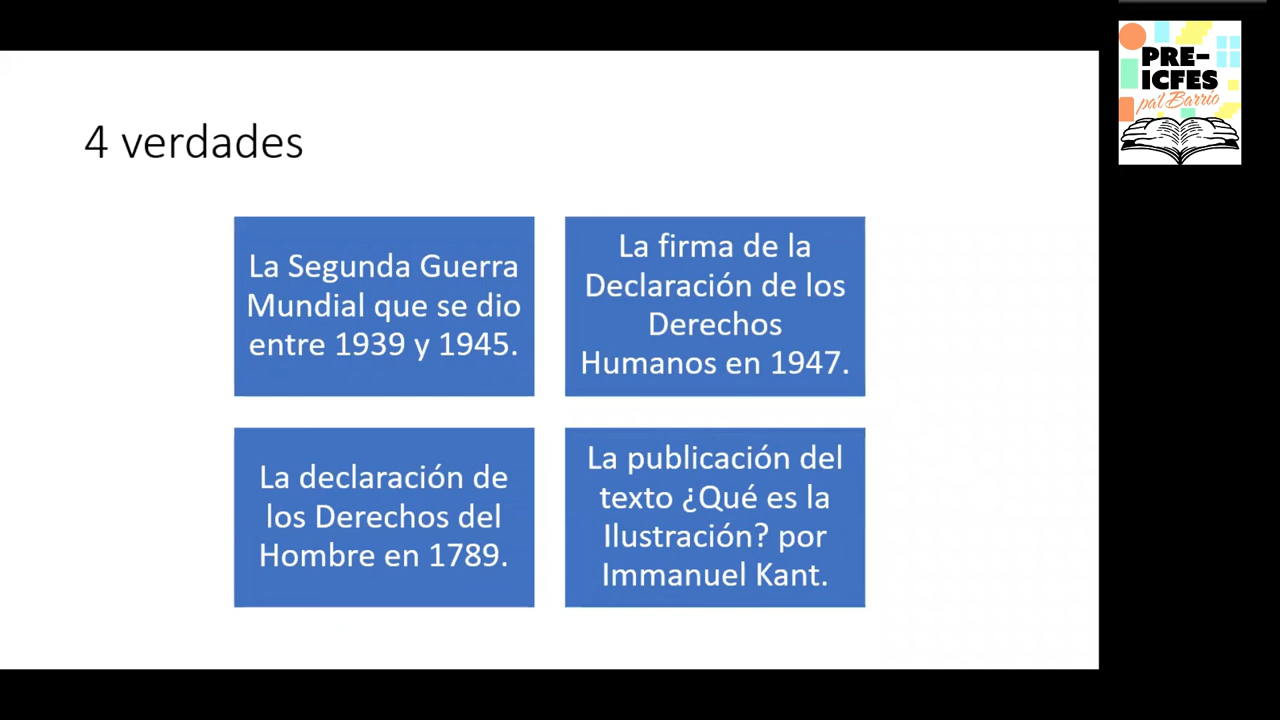 4 verdades
La Segunda Guerra
Mundial que se dio
entre 1939 y 1945.
La firma de la
Declaración de los
Derechos
Humanos en 1947.
La declaración de
los Derechos del
Hombre en 1789.
La publicación del
texto ¿Qué es la
Ilustración? por
Immanuel Kant.
PRE-
ICFES
pa'l Barrio